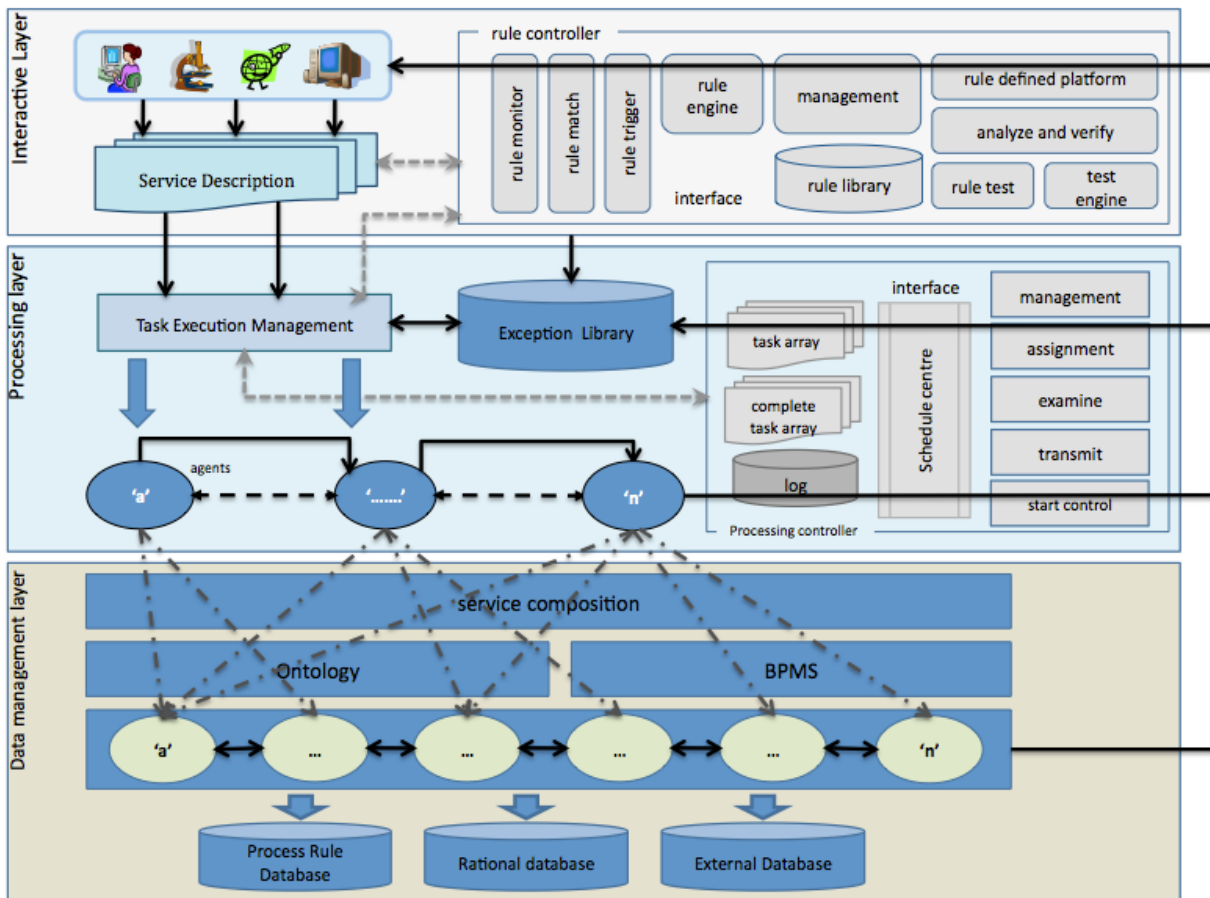 Interactive Layer
rule controller
rule monitor
rule match
rule trigger
rule
engine
management
rule defined platform
analyze and verify
rule library
rule test
test
engine
interface
Service Description
Processing layer
Task Execution Management
Exception Library
interface
task array
complete
task array
log
Schedule centre
management
assignment
examine
transmit
start control
Processing controller
agents
‘a’
‘.......’
‘n’
Data management layer
service composition
Ontology
BPMS
‘a’
...
...
...
...
‘n’
Process Rule
Database
Rational database
External Database